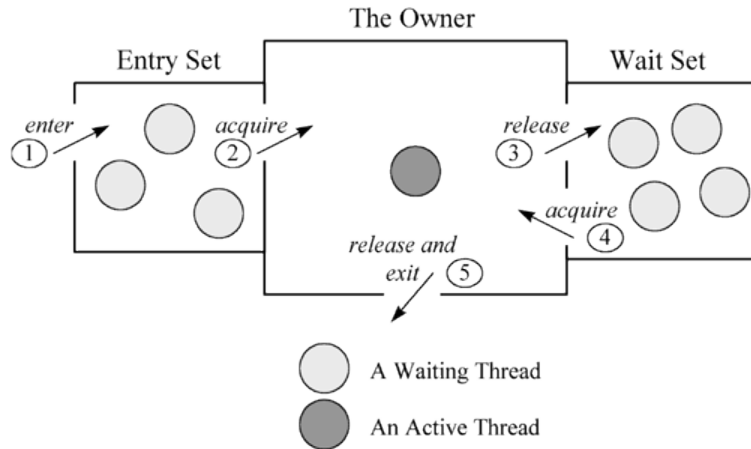 The Owner
Entry Set
Wait Set
enter
1
acquire
2
release
3
acquire
4
release and
exit
5
A Waiting Thread
An Active Thread